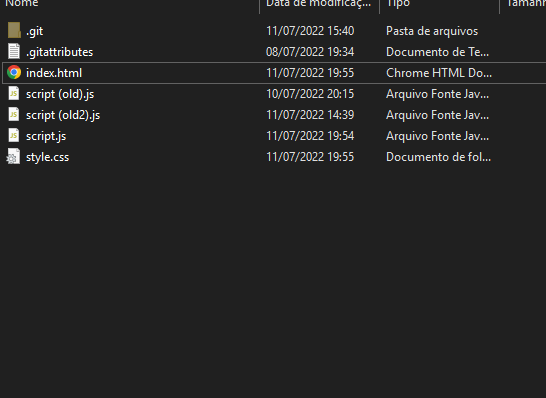 Nome Data de modificaç... Tipo Tamanh
.git 11/07/2022 15:40 Pasta de arquivos
.gitattributes 08/07/2022 19:34 Documento de Te...
index.html 11/07/2022 19:55 Chrome HTML Do...
script (old).js 10/07/2022 20:15 Arquivo Fonte Jav...
script (old2).js 11/07/2022 14:39 Arquivo Fonte Jav...
script.js 11/07/2022 19:54 Arquivo Fonte Jav...
style.css 11/07/2022 19:55 Documento de fol...